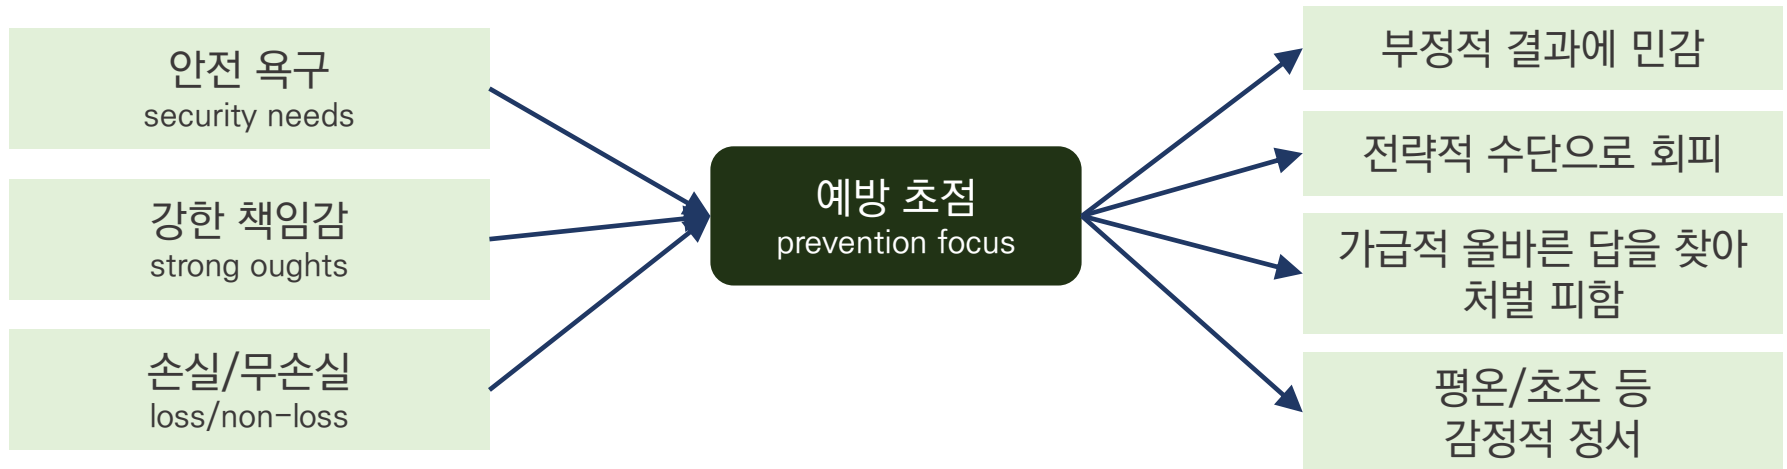 안전 욕구
security needs
강한 책임감
strong oughts
손실/무손실
loss/non-loss
예방 초점
prevention focus
부정적 결과에 민감
전략적 수단으로 회피
가급적 올바른 답을 찾아
처벌 피함
평온/초조 등
감정적 정서